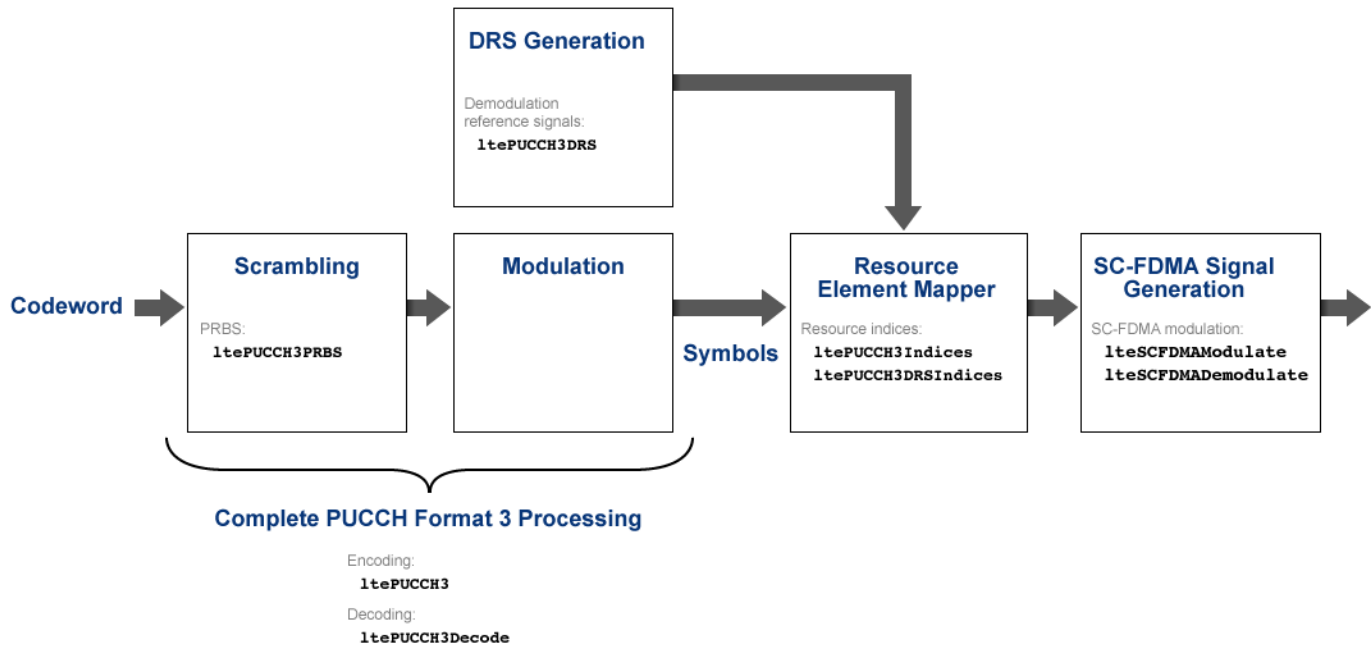 DRS Generation
Demodulation
reference signals:
ltePUCCH3DRS
Codeword
Scrambling
PRBS:
ltePUCCH3PRBS
Modulation
Symbols
Resource
Element Mapper
Resource indices:
ltePUCCH3Indices
ltePUCCH3DRSIndices
SC-FDMA Signal
Generation
SC-FDMA modulation:
lteSCFDMAModulate
lteSCFDMADemodulate
Complete PUCCH Format 3 Processing
Encoding:
ltePUCCH3
Decoding:
ltePUCCH3Decode